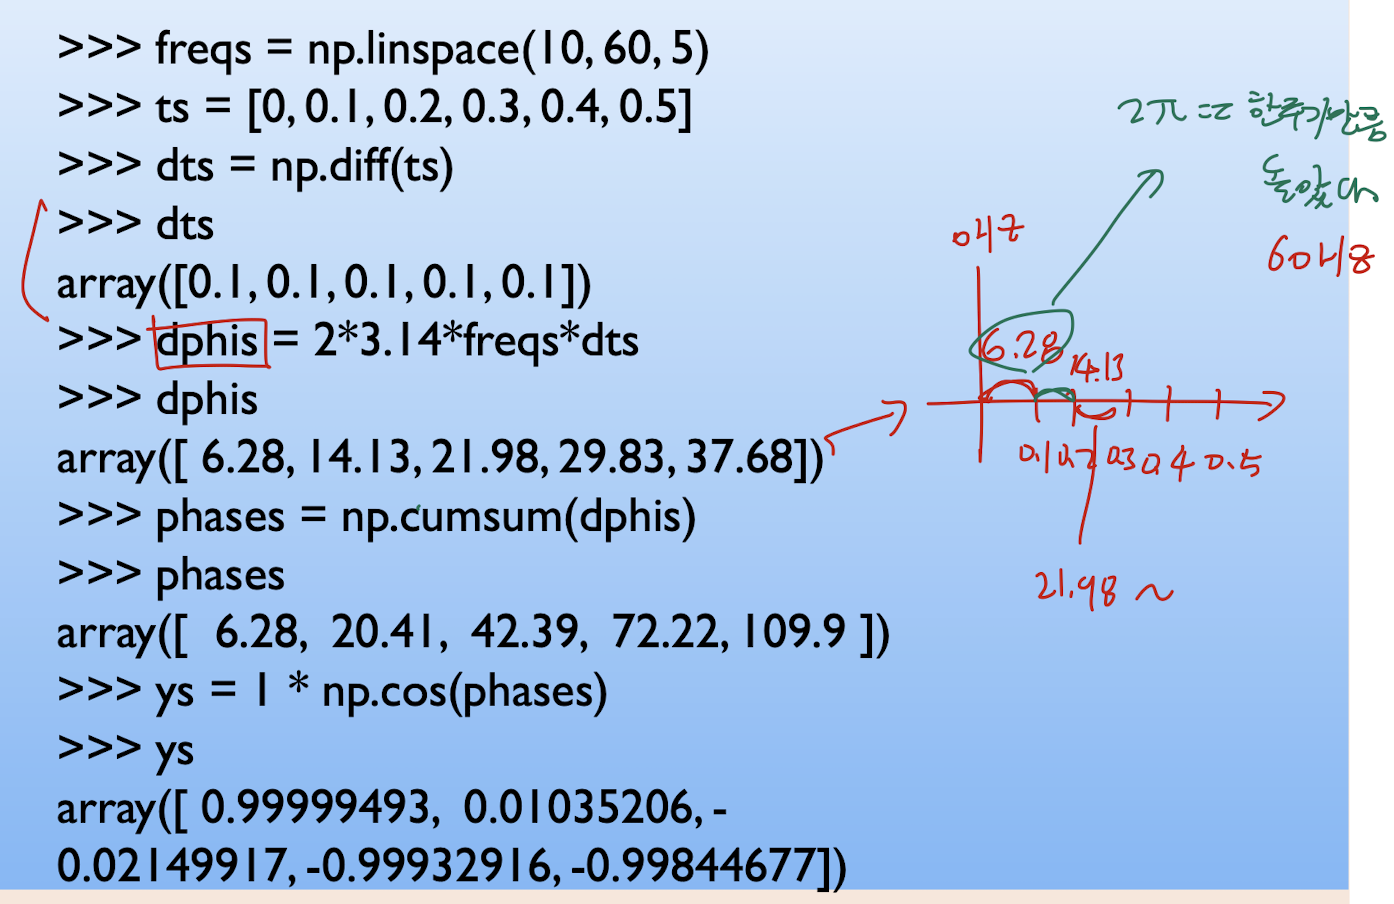 >>> freqs = np.linspace(10, 60, 5)
>>> ts = [0, 0.1, 0.2, 0.3, 0.4, 0.5]
>>> dts = np.diff(ts)
>>> dts
array([0.1, 0.1, 0.1, 0.1, 0.1])
>>> dphis = 2*3.14*freqs*dts
>>> dphis
array([ 6.28, 14.13, 21.98, 29.83, 37.68])
>>> phases = np.cumsum(dphis)
>>> phases
array([ 6.28, 20.41, 42.39, 72.22, 109.9 ])
>>> ys = 1 * np.cos(phases)
>>> ys
array([ 0.99999493, 0.01035206, -
0.02149917, -0.99932916, -0.99844677])
2π == 한주기만큼
돌았다
6.28
14.13
0.1 0.2 0.3 0.4 0.5
21.98 ~